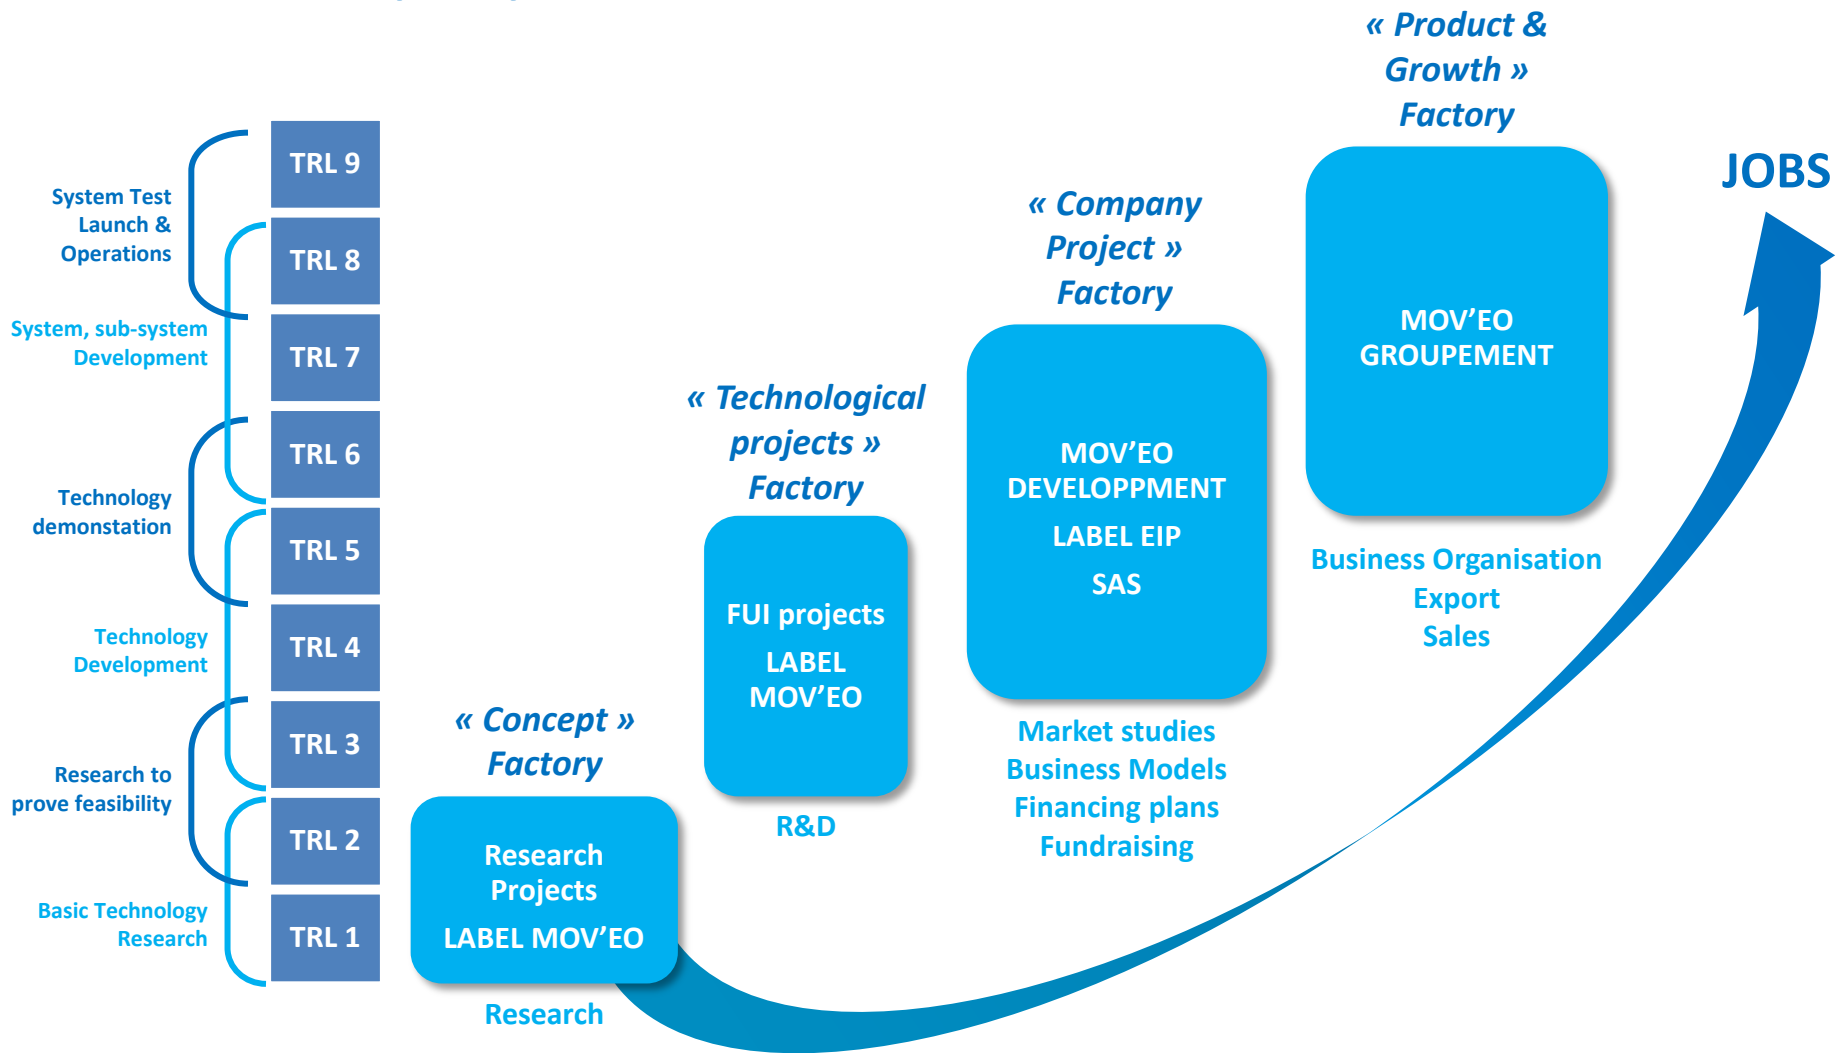 « Product &
Growth »
Factory
JOBS
« Company
Project »
Factory
« Technological
projects »
Factory
« Concept »
Factory
TRL 9
TRL 8
TRL 7
TRL 6
TRL 5
TRL 4
TRL 3
TRL 2
TRL 1
System Test
Launch &
Operations
System, sub-system
Development
Technology
demonstation
Technology
Development
Research to
prove feasibility
Basic Technology
Research
Research
Projects
LABEL MOV’EO
Research
FUI projects
LABEL
MOV’EO
R&D
MOV’EO
DEVELOPPMENT
LABEL EIP
SAS
Market studies
Business Models
Financing plans
Fundraising
MOV’EO
GROUPEMENT
Business Organisation
Export
Sales